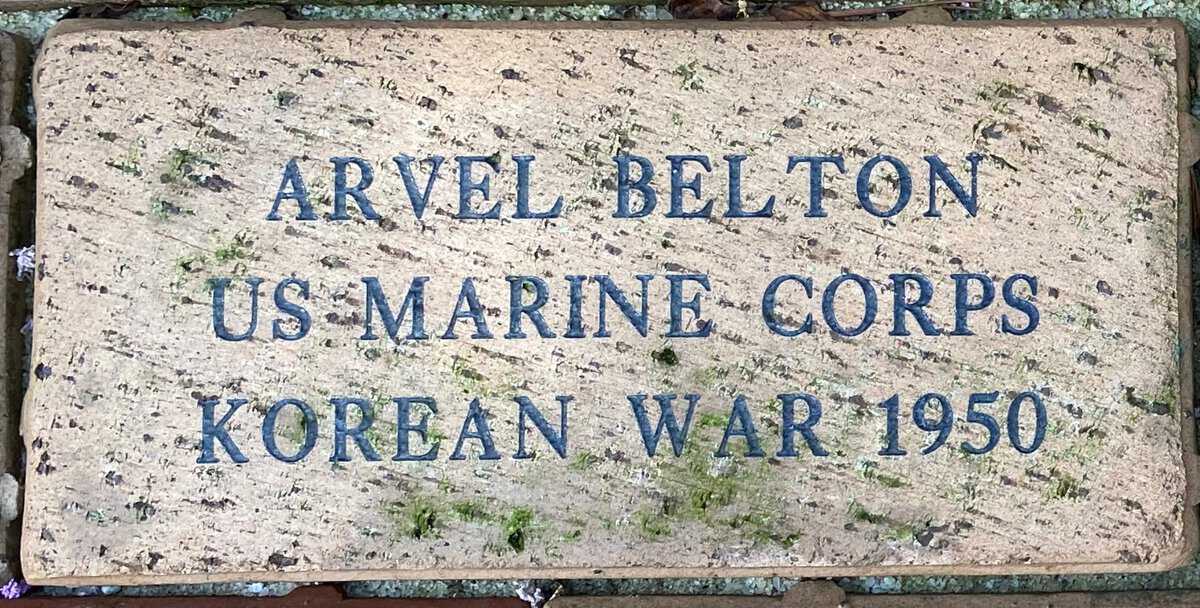 ARVEL BELTON
US MARINE CORPS
KOREAN WAR 1950